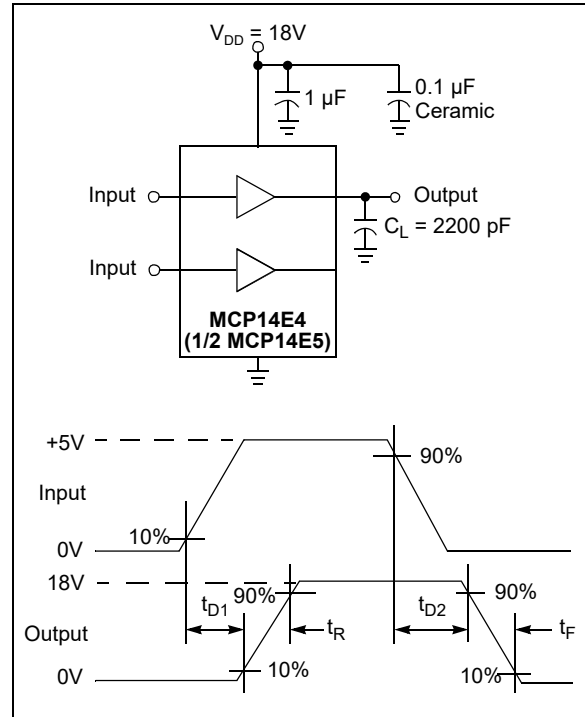 V_DD = 18V
1 µF
0.1 µF
Ceramic
Input
Output
C_L = 2200 pF
Input
MCP14E4
(1/2 MCP14E5)
+5V
90%
Input
10%
0V
18V
90%
t_D1
t_R
t_D2
90%
t_F
Output
10%
10%
0V